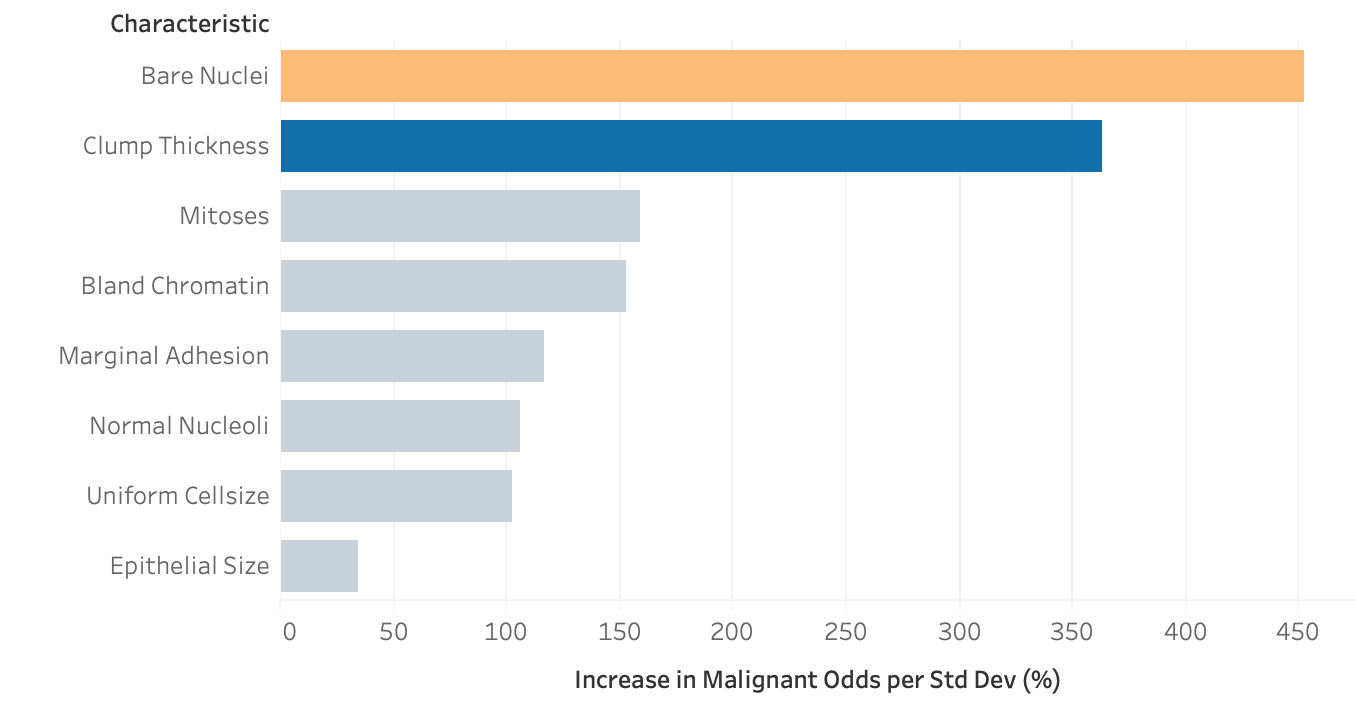 Characteristic
Bare Nuclei
Clump Thickness
Mitoses
Bland Chromatin
Marginal Adhesion
Normal Nucleoli
Uniform Cellsize
Epithelial Size
0 50 100 150 200 250 300 350 400 450
Increase in Malignant Odds per Std Dev (%)